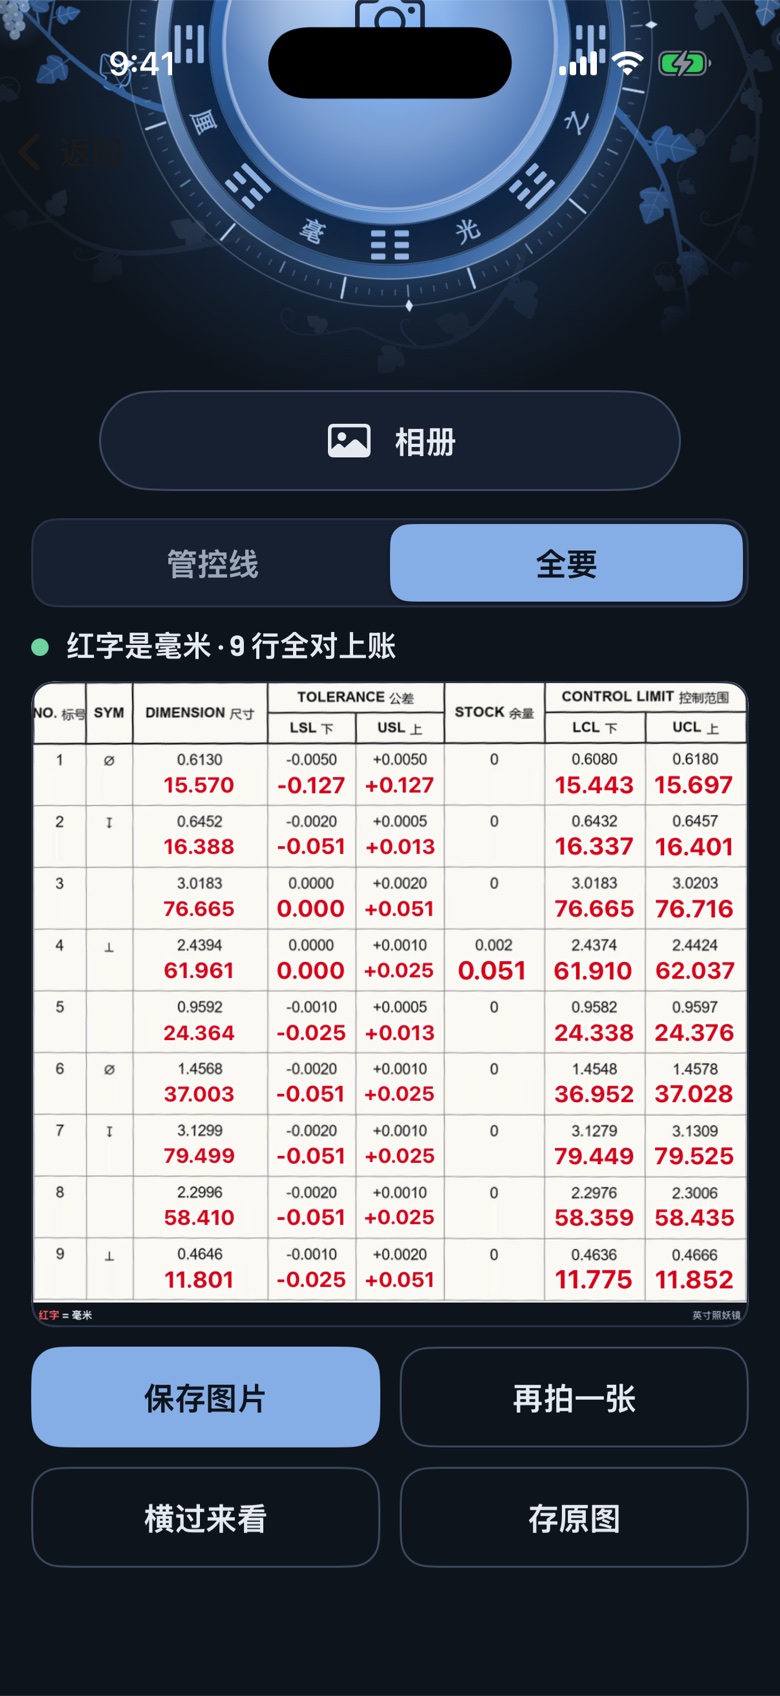 9:41
返回
厘 之
毫 光
相册
管控线 全要
红字是毫米·9 行全对上账
NO. 标号 SYM DIMENSION 尺寸 TOLERANCE 公差 STOCK 余量 CONTROL LIMIT 控制范围
LSL 下 USL 上 LCL 下 UCL 上
1 ∅ 0.6130 -0.0050 +0.0050 0 0.6080 0.6180
15.570 -0.127 +0.127 15.443 15.697
2 工 0.6452 -0.0020 +0.0005 0 0.6432 0.6457
16.388 -0.051 +0.013 16.337 16.401
3 3.0183 0.0000 +0.0020 0 3.0183 3.0203
76.665 0.000 +0.051 76.665 76.716
4 ⊥ 2.4394 0.0000 +0.0010 0.002 2.4374 2.4424
61.961 0.000 +0.025 0.051 61.910 62.037
5 0.9592 -0.0010 +0.0005 0 0.9582 0.9597
24.364 -0.025 +0.013 24.338 24.376
6 ∅ 1.4568 -0.0020 +0.0010 0 1.4548 1.4578
37.003 -0.051 +0.025 36.952 37.028
7 工 3.1299 -0.0020 +0.0010 0 3.1279 3.1309
79.499 -0.051 +0.025 79.449 79.525
8 2.2996 -0.0020 +0.0010 0 2.2976 2.3006
58.410 -0.051 +0.025 58.359 58.435
9 ⊥ 0.4646 -0.0010 +0.0020 0 0.4636 0.4666
11.801 -0.025 +0.051 11.775 11.852
红字 = 毫米 英寸照妖镜
保存图片 再拍一张
横过来看 存原图